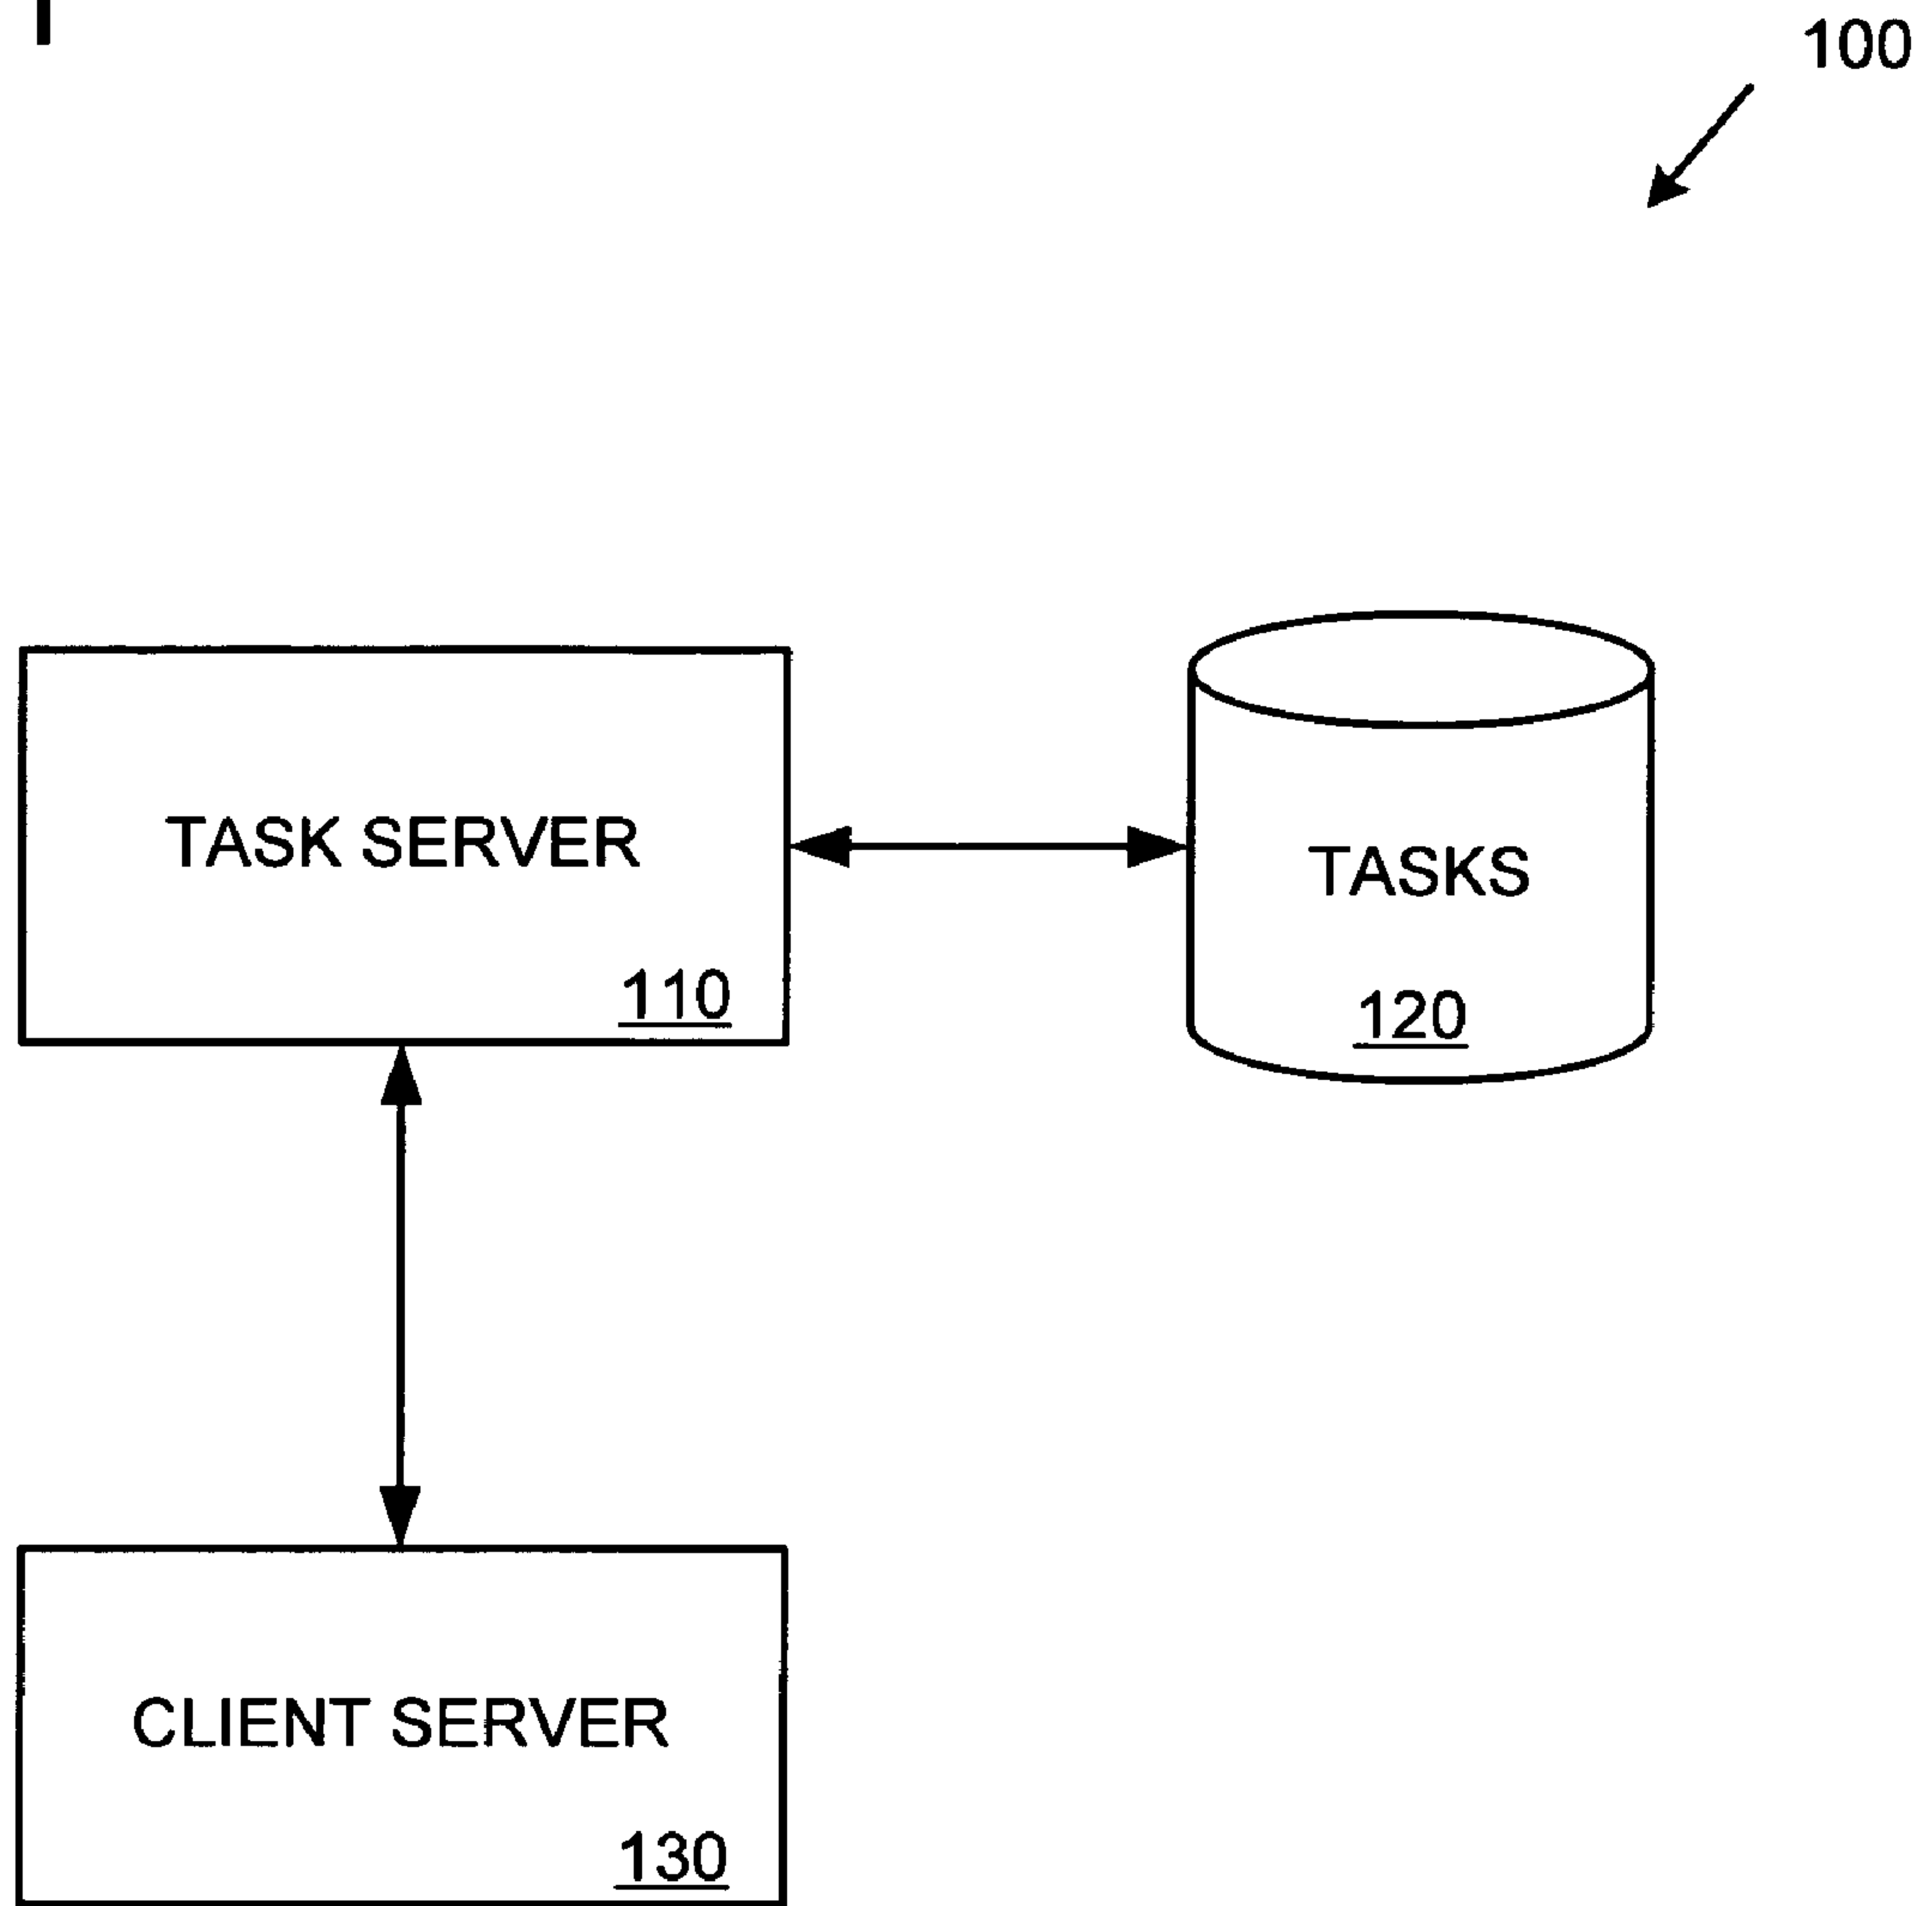 100
TASK SERVER
110
TASKS
120
CLIENT SERVER
130